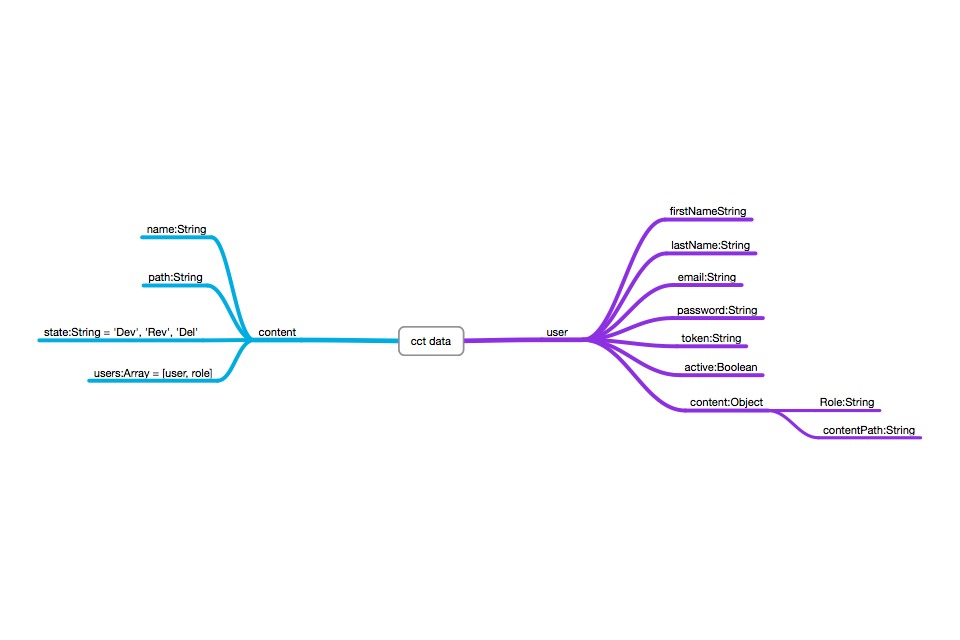 cct data
content
name:String
path:String
state:String = 'Dev', 'Rev', 'Del'
users:Array = [user, role]
user
firstNameString
lastName:String
email:String
password:String
token:String
active:Boolean
content:Object
Role:String
contentPath:String